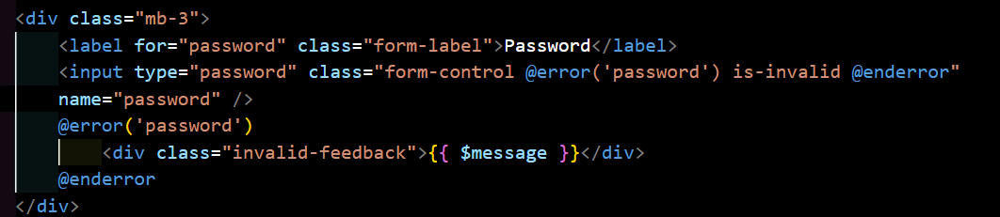 <div class="mb-3">
    <label for="password" class="form-label">Password</label>
    <input type="password" class="form-control @error('password') is-invalid @enderror"
    name="password" />
    @error('password')
        <div class="invalid-feedback">{{ $message }}</div>
    @enderror
</div>